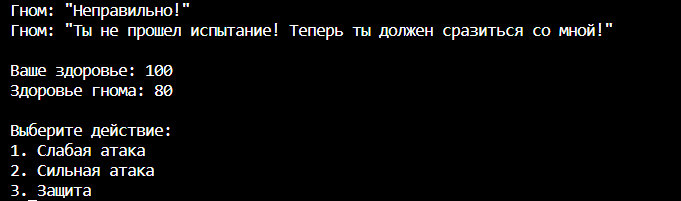 Гном: "Неправильно!"
Гном: "Ты не прошел испытание! Теперь ты должен сразиться со мной!"
Ваше здоровье: 100
Здоровье гнома: 80
Выберите действие:
1. Слабая атака
2. Сильная атака
3. Защита